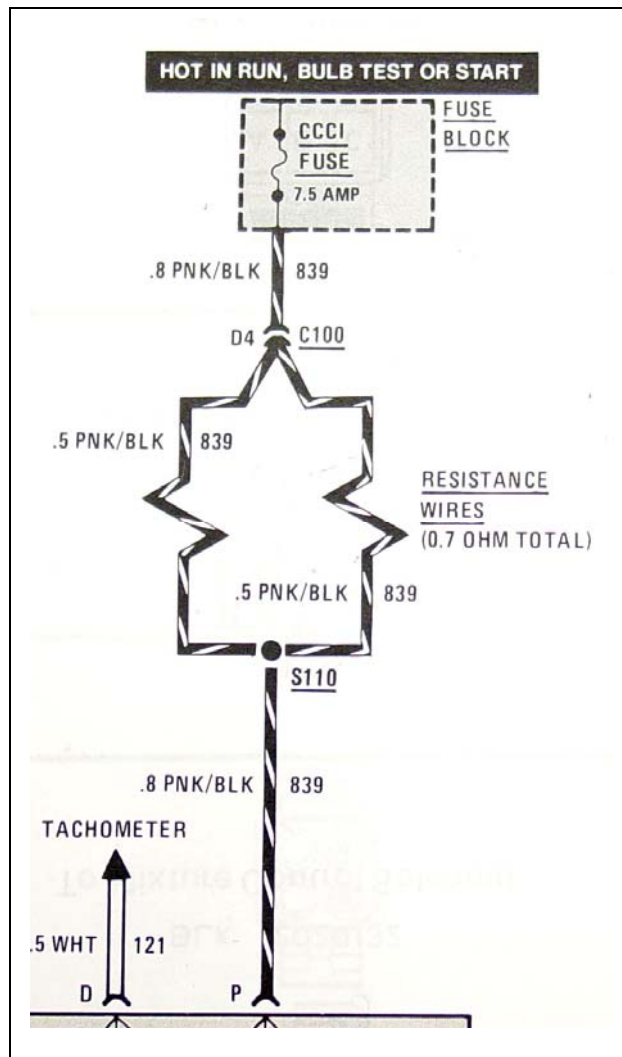 HOT IN RUN, BULB TEST OR START
FUSE
BLOCK
CCCI
FUSE
7.5 AMP
.8 PNK/BLK 839
D4 C100
.5 PNK/BLK 839
RESISTANCE
WIRES
(0.7 OHM TOTAL)
.5 PNK/BLK 839
S110
.8 PNK/BLK 839
TACHOMETER
.5 WHT 121
D P